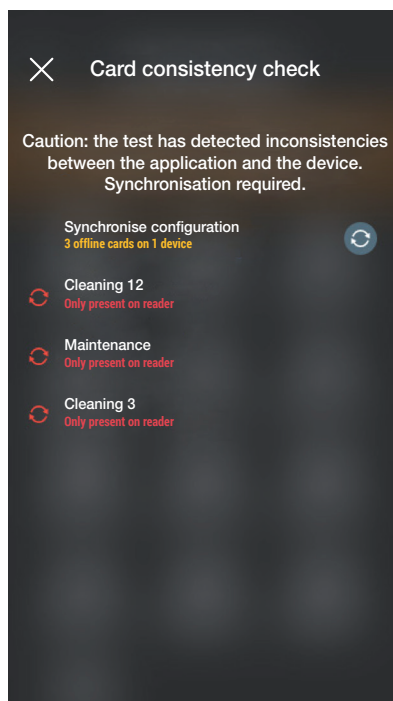 Card consistency check
Caution: the test has detected inconsistencies
between the application and the device.
Synchronisation required.
Synchronise configuration
3 offline cards on 1 device
Cleaning 12
Only present on reader
Maintenance
Only present on reader
Cleaning 3
Only present on reader